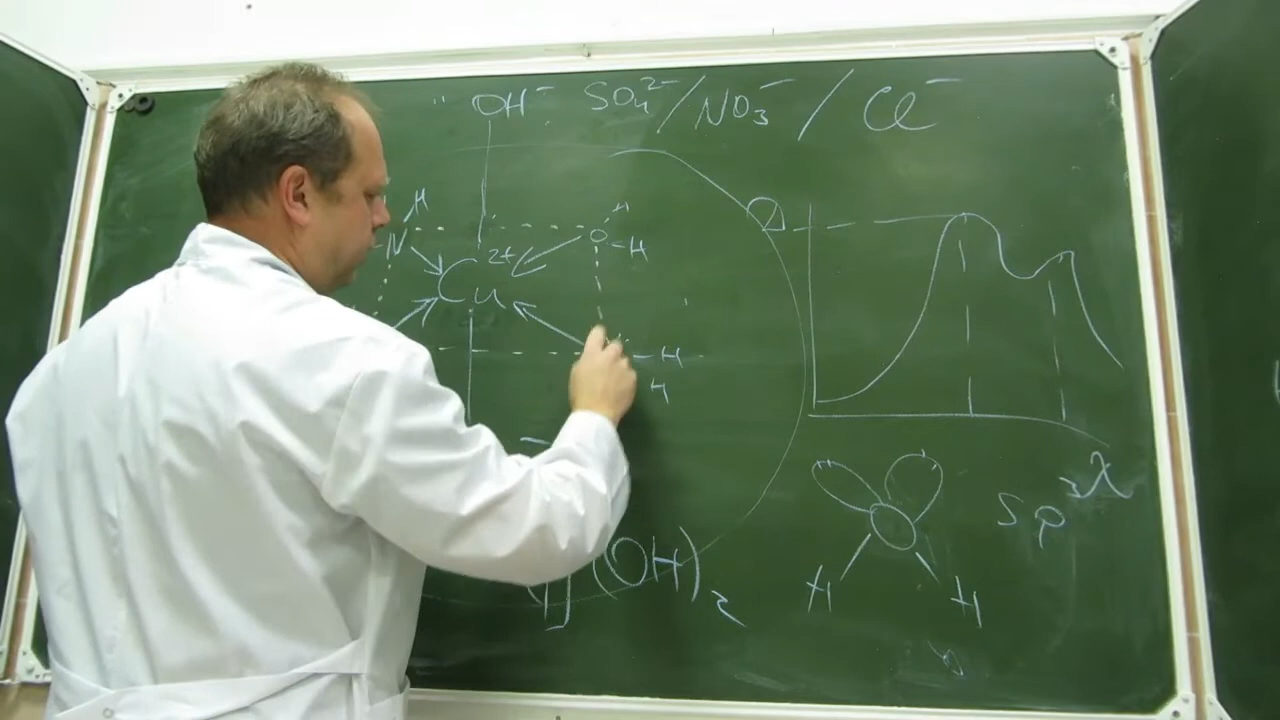 OH⁻ SO₄²⁻ / NO₃⁻ / Cl⁻
H
N O H
H
Cu 2+
H
H
D
](OH)₂
sp³ λ
H H